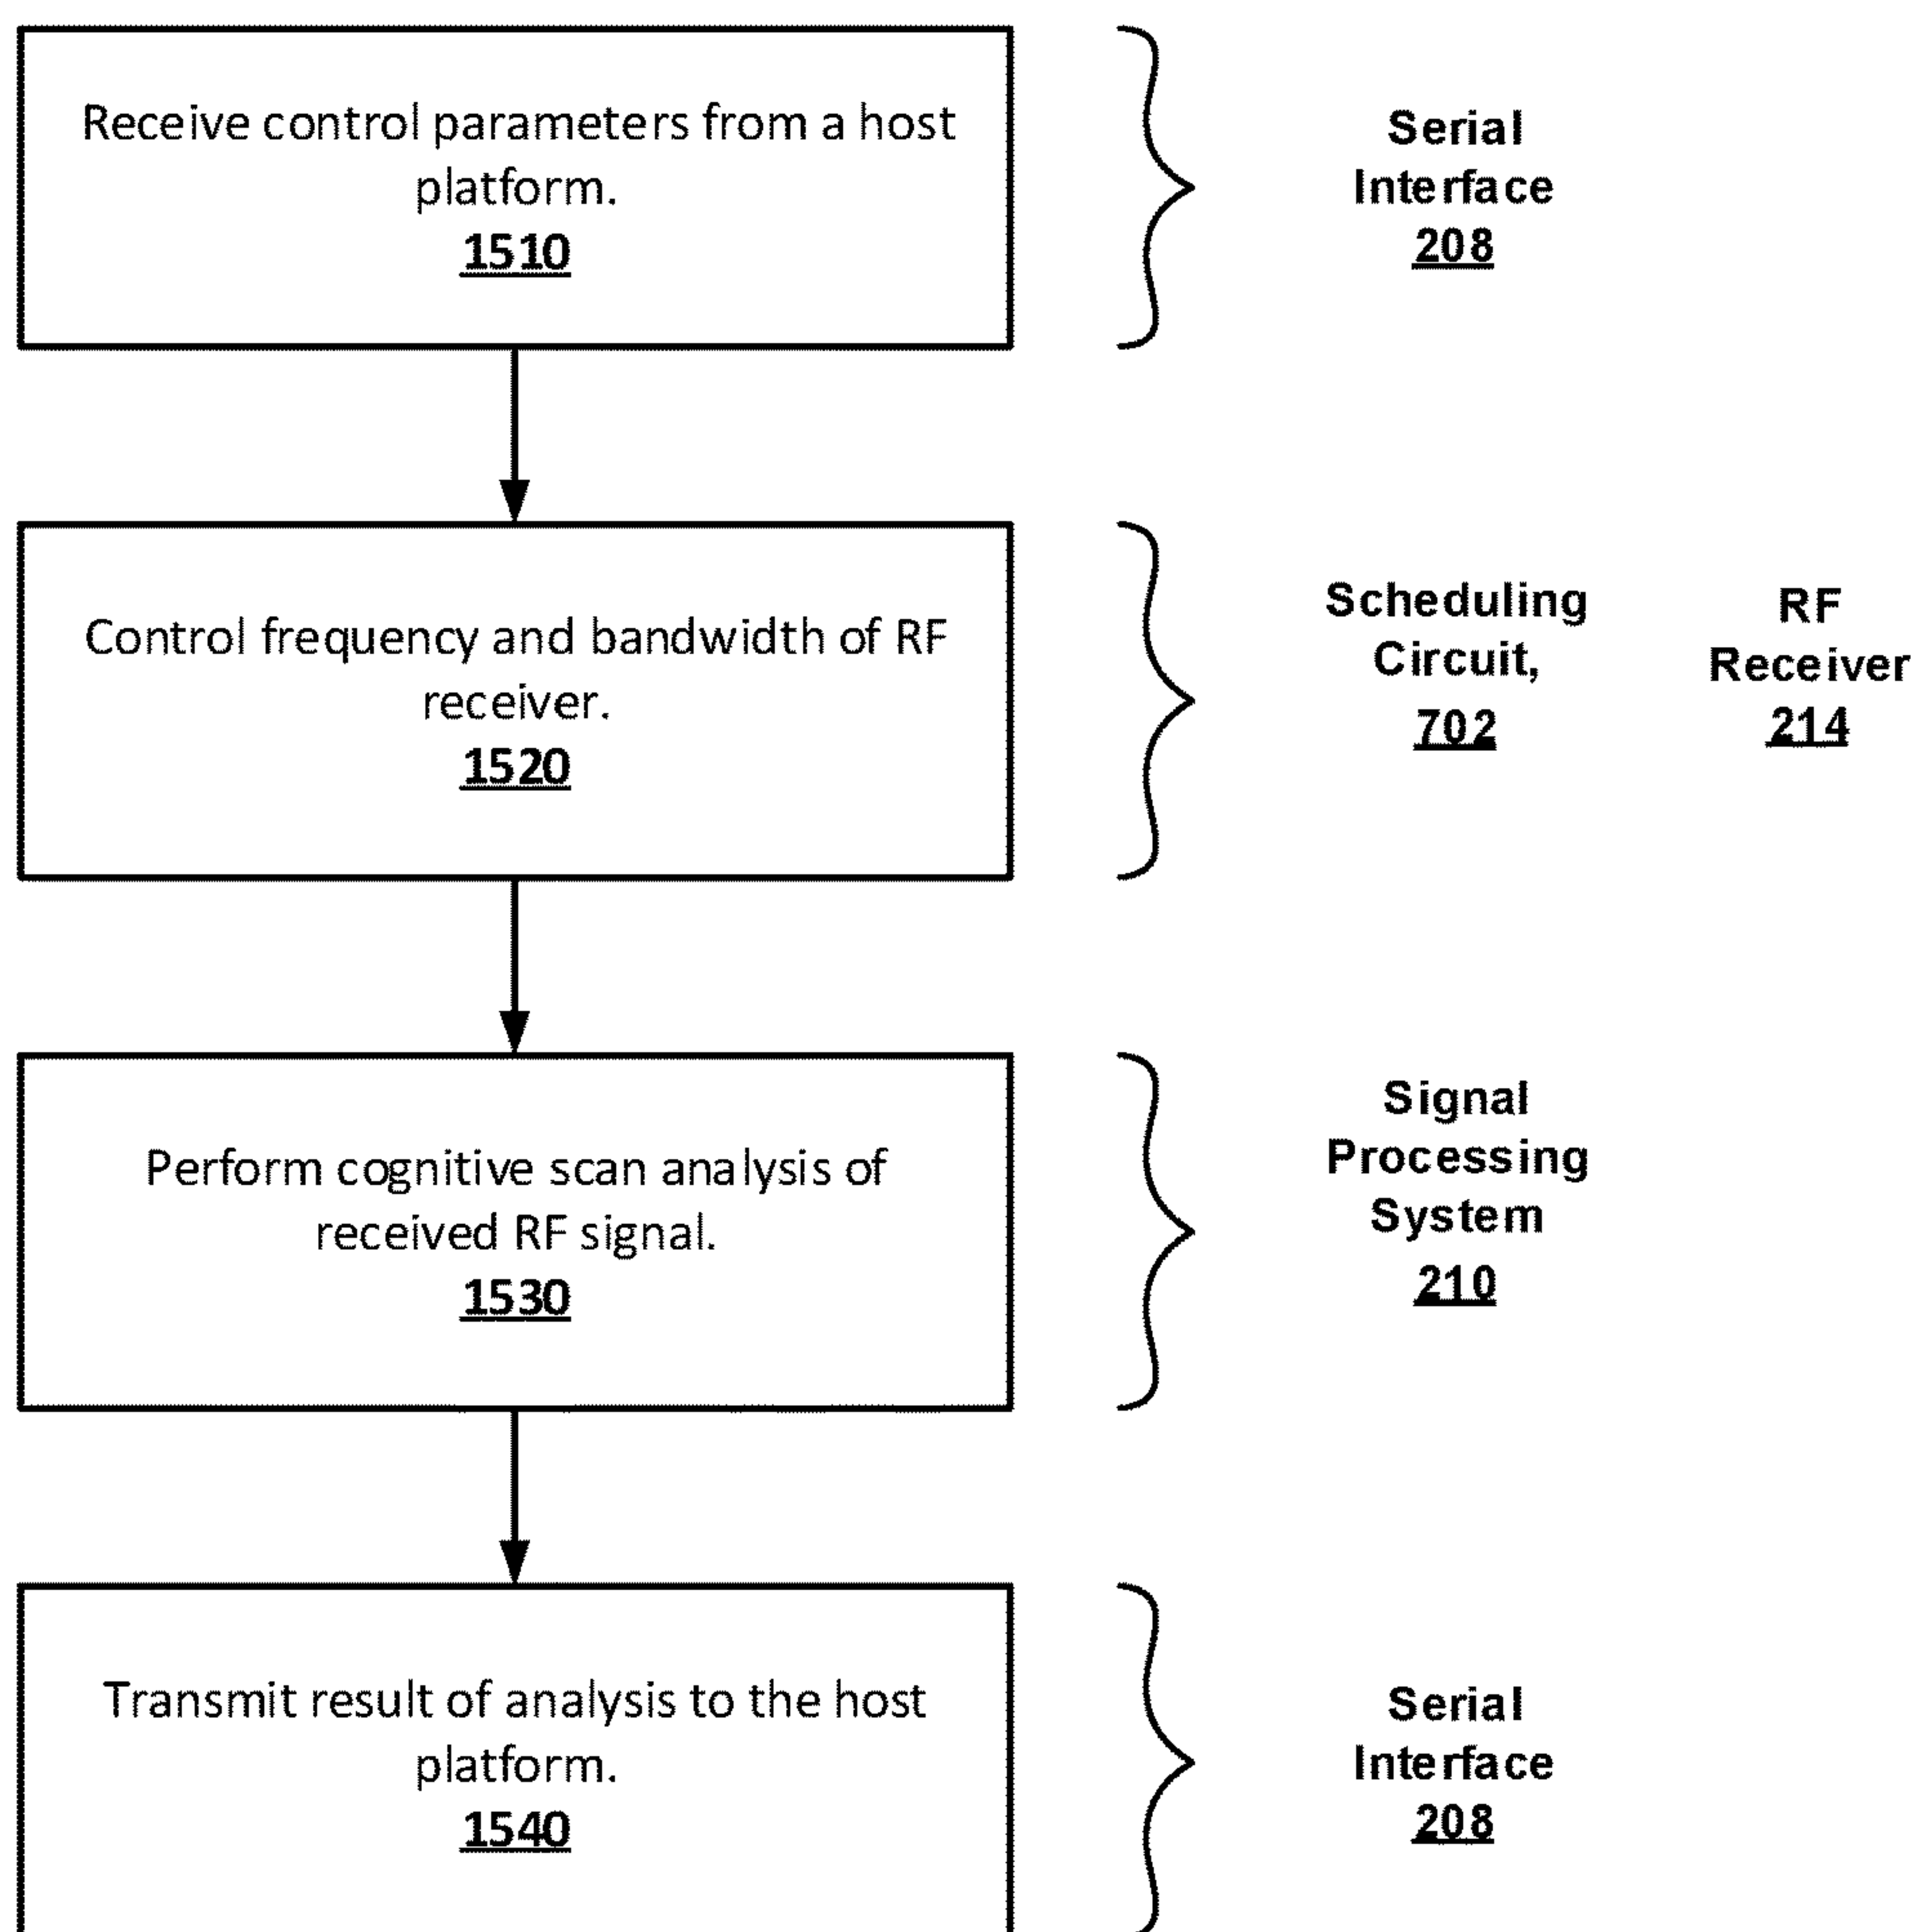 Receive control parameters from a host
platform.
1510
Serial
Interface
208
Control frequency and bandwidth of RF
receiver.
1520
Scheduling
Circuit,
702
RF
Receiver
214
Perform cognitive scan analysis of
received RF signal.
1530
Signal
Processing
System
210
Transmit result of analysis to the host
platform.
1540
Serial
Interface
208